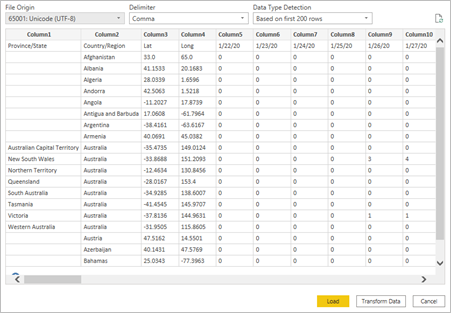 File Origin Delimiter Data Type Detection
65001: Unicode (UTF-8) Comma Based on first 200 rows
Column1 Column2 Column3 Column4 Column5 Column6 Column7 Column8 Column9 Column10
Province/State Country/Region Lat Long 1/22/20 1/23/20 1/24/20 1/25/20 1/26/20 1/27/20
Afghanistan 33.0 65.0 0 0 0 0 0 0
Albania 41.1533 20.1683 0 0 0 0 0 0
Algeria 28.0339 1.6596 0 0 0 0 0 0
Andorra 42.5063 1.5218 0 0 0 0 0 0
Angola -11.2027 17.8739 0 0 0 0 0 0
Antigua and Barbuda 17.0608 -61.7964 0 0 0 0 0 0
Argentina -38.4161 -63.6167 0 0 0 0 0 0
Armenia 40.0691 45.0382 0 0 0 0 0 0
Australian Capital Territory Australia -35.4735 149.0124 0 0 0 0 0 0
New South Wales Australia -33.8688 151.2093 0 0 0 0 3 4
Northern Territory Australia -12.4634 130.8456 0 0 0 0 0 0
Queensland Australia -28.0167 153.4 0 0 0 0 0 0
South Australia Australia -34.9285 138.6007 0 0 0 0 0 0
Tasmania Australia -41.4545 145.9707 0 0 0 0 0 0
Victoria Australia -37.8136 144.9631 0 0 0 0 1 1
Western Australia Australia -31.9505 115.8605 0 0 0 0 0 0
Austria 47.5162 14.5501 0 0 0 0 0 0
Azerbaijan 40.1431 47.5769 0 0 0 0 0 0
Bahamas 25.0343 -77.3963 0 0 0 0 0 0
Load Transform Data Cancel